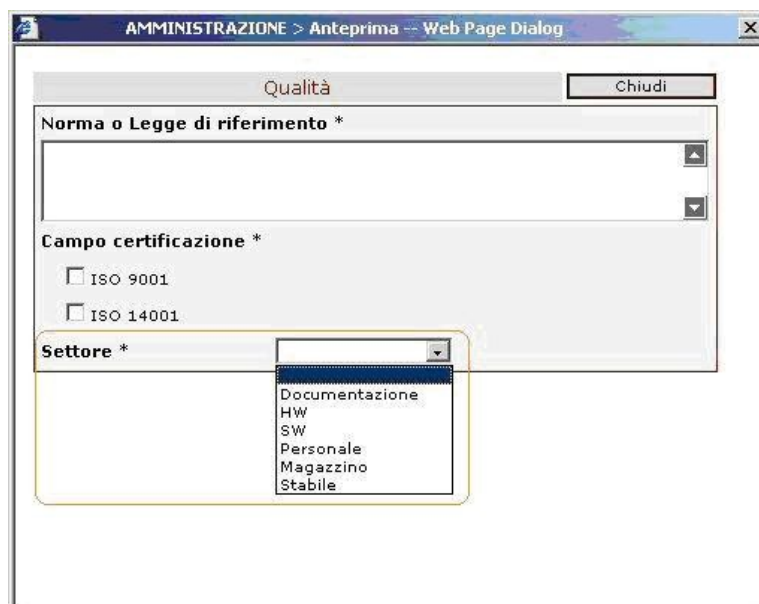 AMMINISTRAZIONE > Anteprima -- Web Page Dialog
Qualità
Chiudi
Norma o Legge di riferimento *
Campo certificazione *
ISO 9001
ISO 14001
Settore *
Documentazione
HW
SW
Personale
Magazzino
Stabile